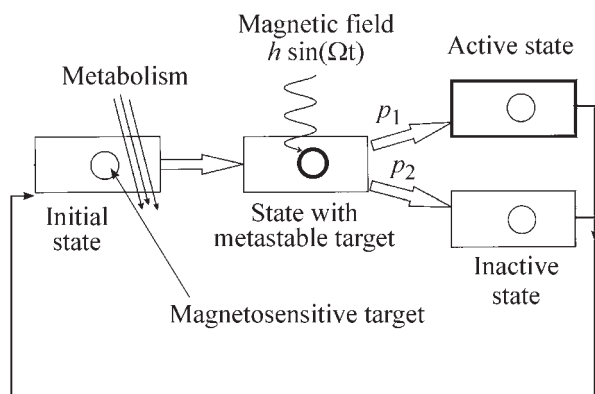 Magnetic field
h sin(Ωt)
Active state
Metabolism
p1
p2
Initial
state
State with
metastable target
Inactive
state
Magnetosensitive target